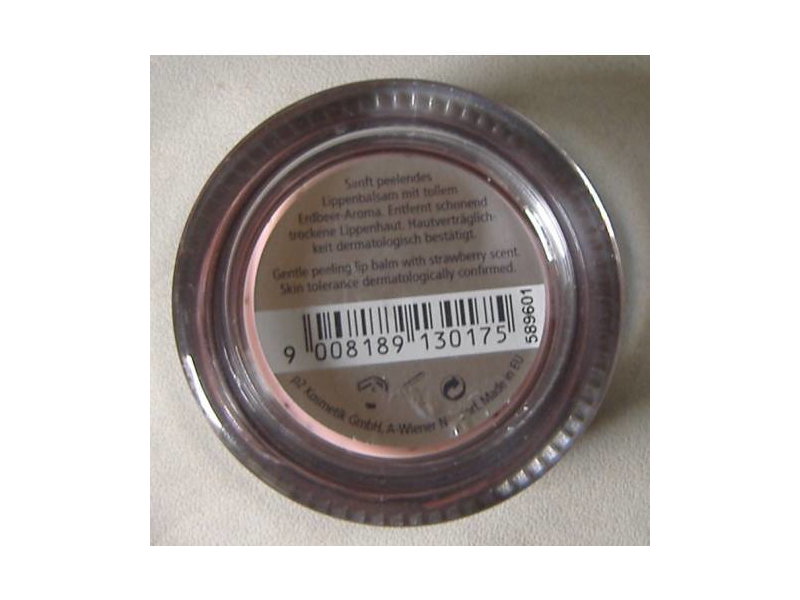 Sanft peelendes
Lippenbalsam mit tollem
Erdbeer-Aroma. Entfernt schonend
trockene Lippenhaut. Hautverträglich-
keit dermatologisch bestätigt.
Gentle peeling lip balm with strawberry scent.
Skin tolerance dermatologically confirmed.
9 008189 130175
589601
p2 Kosmetik GmbH, A-Wiener Made in EU